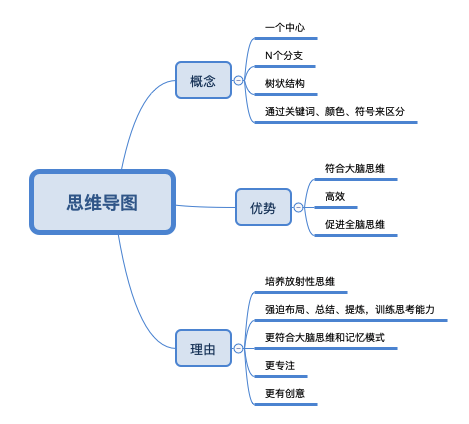 思维导图
概念
一个中心
N个分支
树状结构
通过关键词、颜色、符号来区分
优势
符合大脑思维
高效
促进全脑思维
理由
培养放射性思维
强迫布局、总结、提炼，训练思考能力
更符合大脑思维和记忆模式
更专注
更有创意